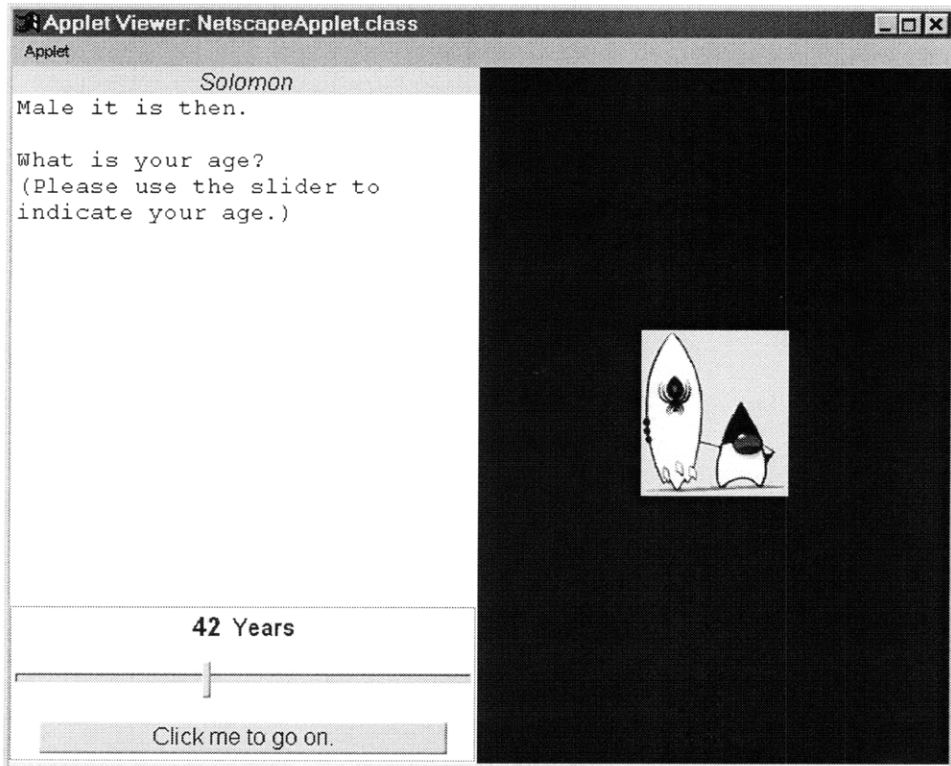 Applet Viewer: NetscapeApplet.class
Applet
Solomon
Male it is then.
What is your age?
(Please use the slider to
indicate your age.)
42 Years
Click me to go on.